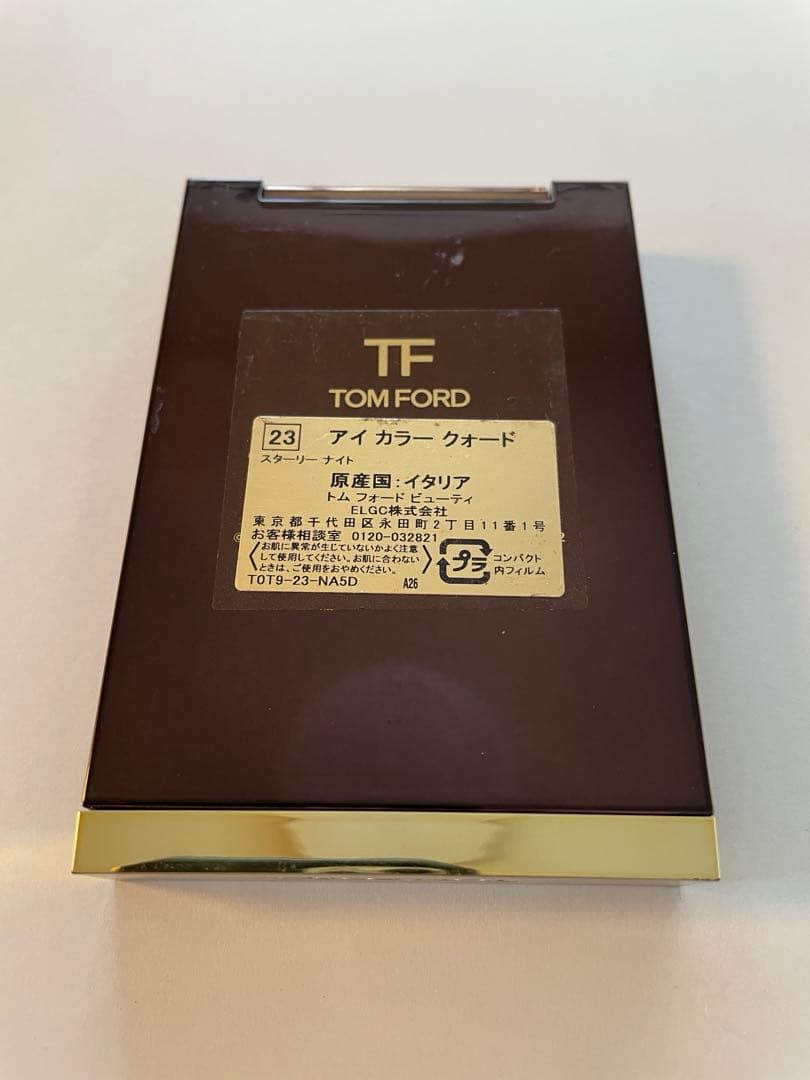 TF
TOM FORD
23 アイ カラー クォード
スターリー ナイト
原産国:イタリア
トム フォード ビューティ
ELGC株式会社
東京都千代田区永田町2丁目11番1号
お客様相談室 0120-032821
お肌に異常が生じていないかよく注意
して使用してください。お肌に合わない
ときは、ご使用をおやめください。
プラ
コンパクト
内フィルム
T0T9-23-NA5D A26